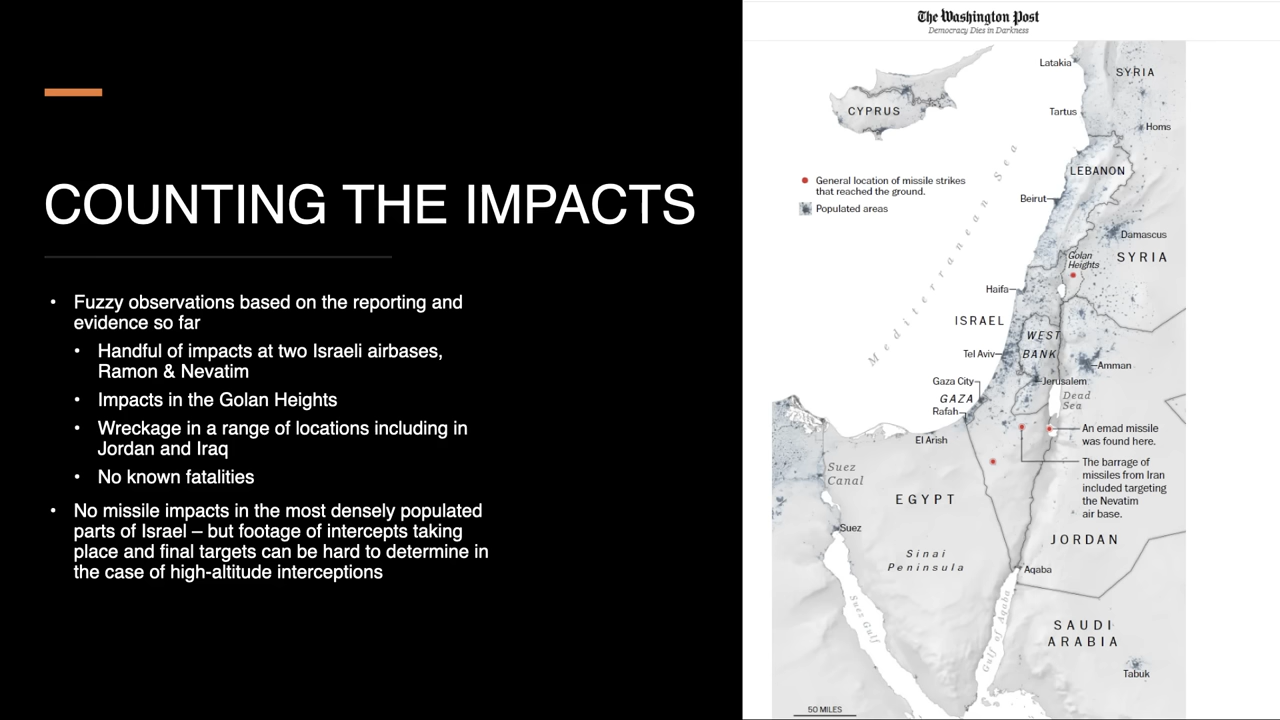 COUNTING THE IMPACTS
• Fuzzy observations based on the reporting and
evidence so far
• Handful of impacts at two Israeli airbases,
Ramon & Nevatim
• Impacts in the Golan Heights
• Wreckage in a range of locations including in
Jordan and Iraq
• No known fatalities
• No missile impacts in the most densely populated
parts of Israel – but footage of intercepts taking
place and final targets can be hard to determine in
the case of high-altitude interceptions
The Washington Post
Democracy Dies in Darkness
Latakia
SYRIA
CYPRUS
Tartus
Homs
General location of missile strikes
that reached the ground.
Populated areas
Mediterranean Sea
LEBANON
Beirut
Damascus
SYRIA
Golan
Heights
Haifa
ISRAEL
WEST
BANK
Tel Aviv
Amman
Gaza City
Jerusalem
GAZA
Dead
Sea
Rafah
El Arish
An emad missile
was found here.
The barrage of
missiles from Iran
included targeting
the Nevatim
air base.
Suez
Canal
EGYPT
Suez
JORDAN
Sinai
Peninsula
Aqaba
Suez Gulf
Gulf of Aqaba
SAUDI
ARABIA
Tabuk
50 MILES